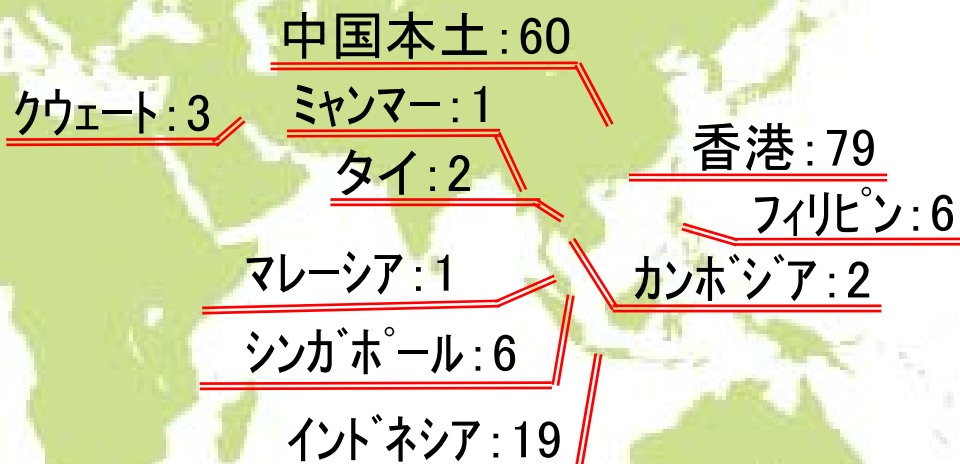 中国本土:60
クウェート:3
ミャンマー:1
香港:79
タイ:2
フィリピン:6
マレーシア:1
カンボジア:2
シンガポール:6
インドネシア:19